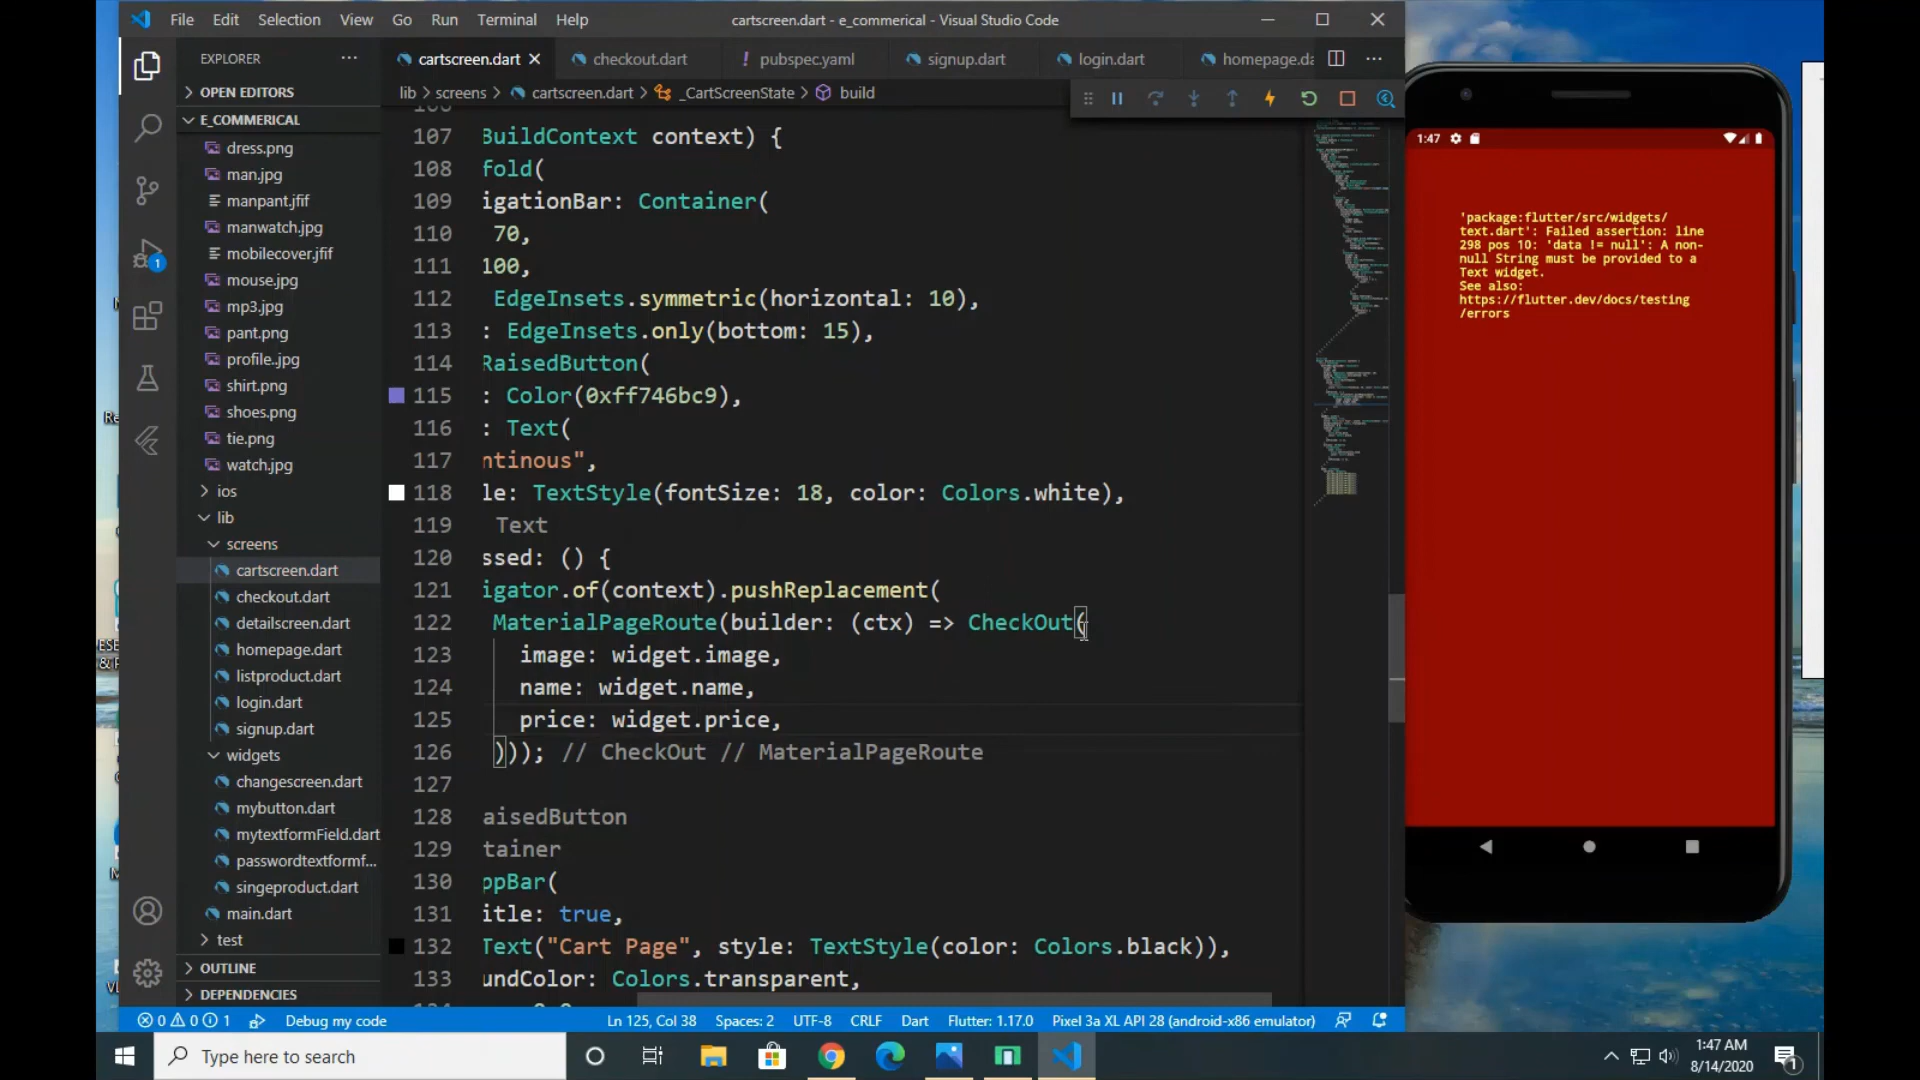 File Edit Selection View Go Run Terminal Help
cartscreen.dart - e_commerical - Visual Studio Code
EXPLORER
cartscreen.dart
checkout.dart
pubspec.yaml
signup.dart
login.dart
homepage.da
lib > screens > cartscreen.dart > _CartScreenState > build
OPEN EDITORS
E_COMMERICAL
dress.png
man.jpg
manpant.jfif
manwatch.jpg
mobilecover.jfif
mouse.jpg
mp3.jpg
pant.png
profile..jpg
shirt.png
shoes.png
tie.png
watch.jpg
ios
lib
screens
cartscreen.dart
checkout.dart
detailscreen.dart
homepage.dart
listproduct.dart
login.dart
signup.dart
widgets
changescreen.dart
mybutton.dart
mytextformField.dart
passwordtextformf...
singeproduct.dart
main.dart
test
OUTLINE
DEPENDENCIES
1
107 BuildContext context) {
108 fold(
109 igationBar: Container(
110 70,
111 100,
112 EdgeInsets.symmetric(horizontal: 10),
113 : EdgeInsets.only(bottom: 15),
114 RaisedButton(
115 : Color(0xff746bc9),
116 : Text(
117 ntinous",
118 le: TextStyle(fontSize: 18, color: Colors.white),
119 Text
120 ssed: () {
121 igator.of(context).pushReplacement(
122 MaterialPageRoute(builder: (ctx) => CheckOut(
123 image: widget.image,
124 name: widget.name,
125 price: widget.price,
126 ))); // CheckOut // MaterialPageRoute
127
128 aisedButton
129 tainer
130 ppBar(
131 itle: true,
132 Text("Cart Page", style: TextStyle(color: Colors.black)),
133 undColor: Colors.transparent,
1:47
'package:flutter/src/widgets/
text.dart': Failed assertion: line
298 pos 10: 'data != null': A non-
null String must be provided to a
Text widget.
See also:
https://flutter.dev/docs/testing
/errors
0 0 1 Debug my code
Ln 125, Col 38 Spaces: 2 UTF-8 CRLF Dart Flutter: 1.17.0 Pixel 3a XL API 28 (android-x86 emulator)
Type here to search
1:47 AM
8/14/2020
1